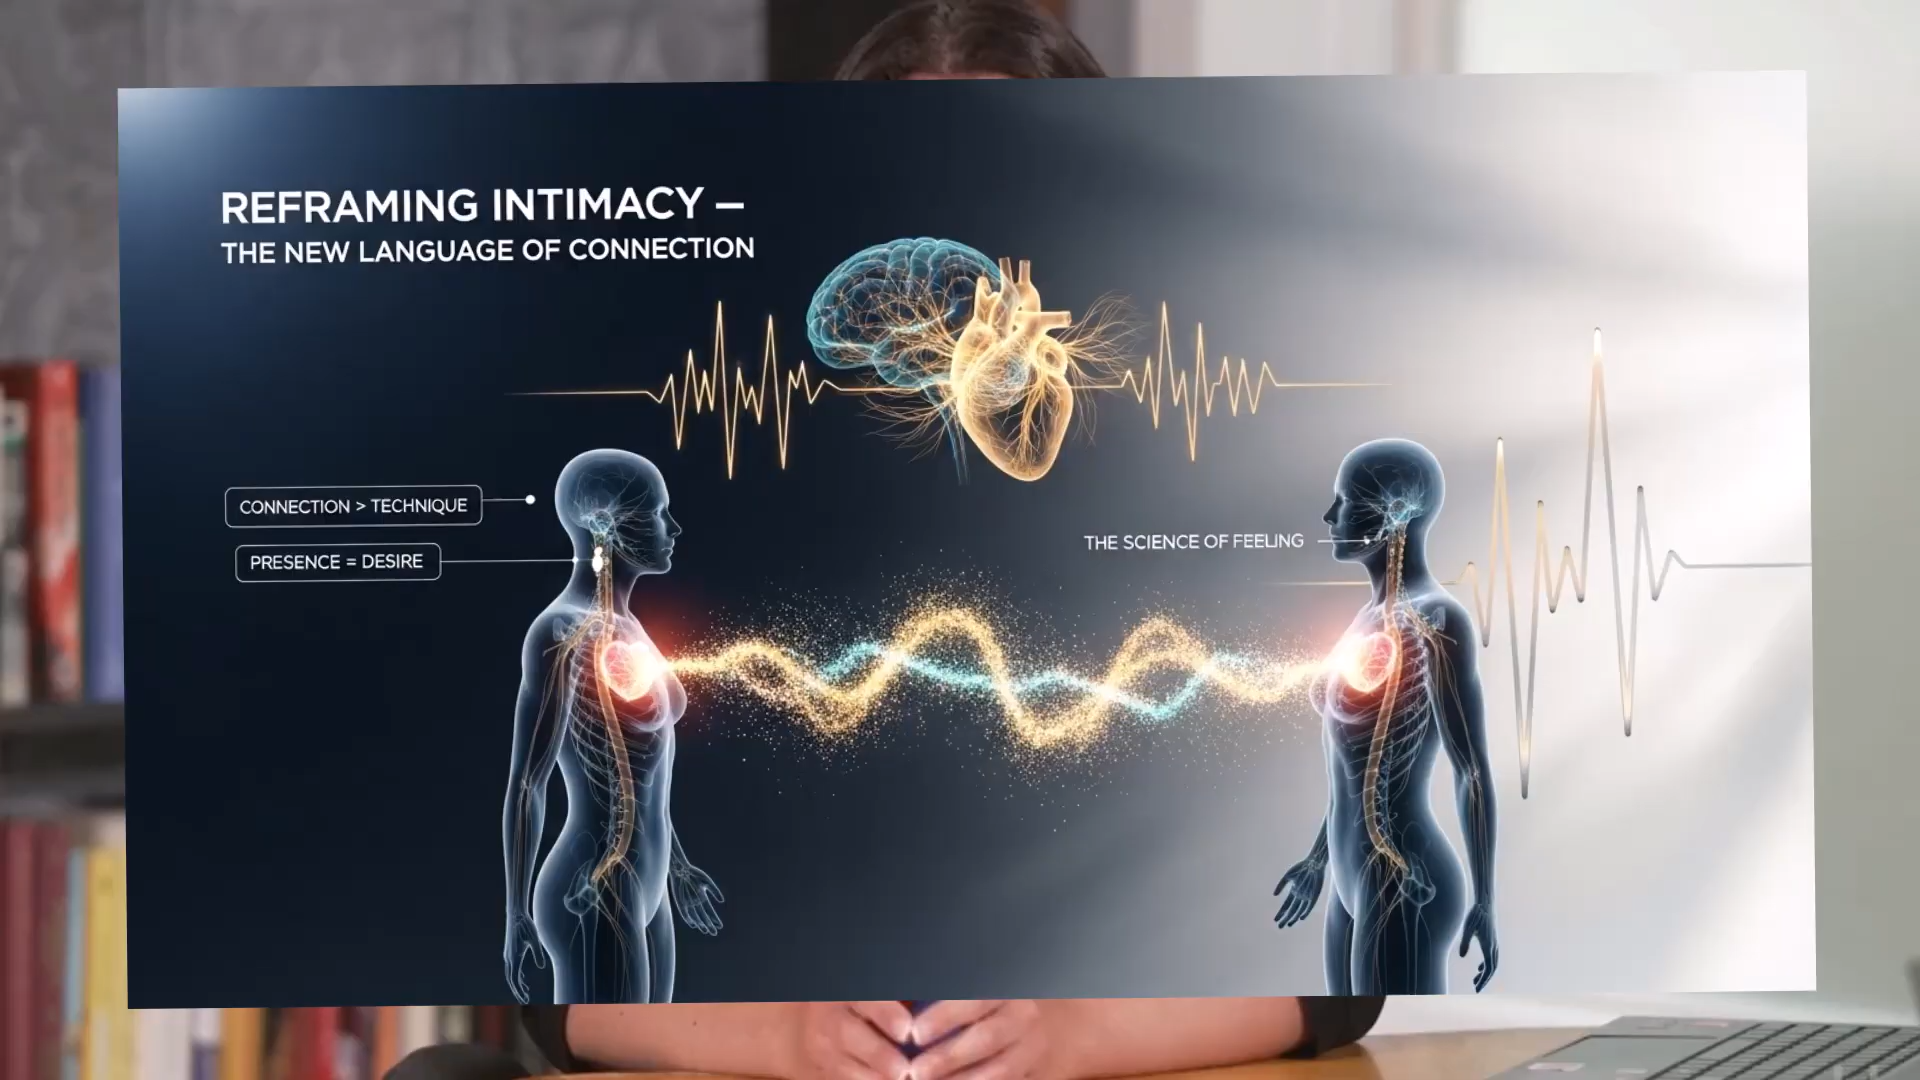 REFRAMING INTIMACY –
THE NEW LANGUAGE OF CONNECTION
CONNECTION > TECHNIQUE
PRESENCE = DESIRE
THE SCIENCE OF FEELING